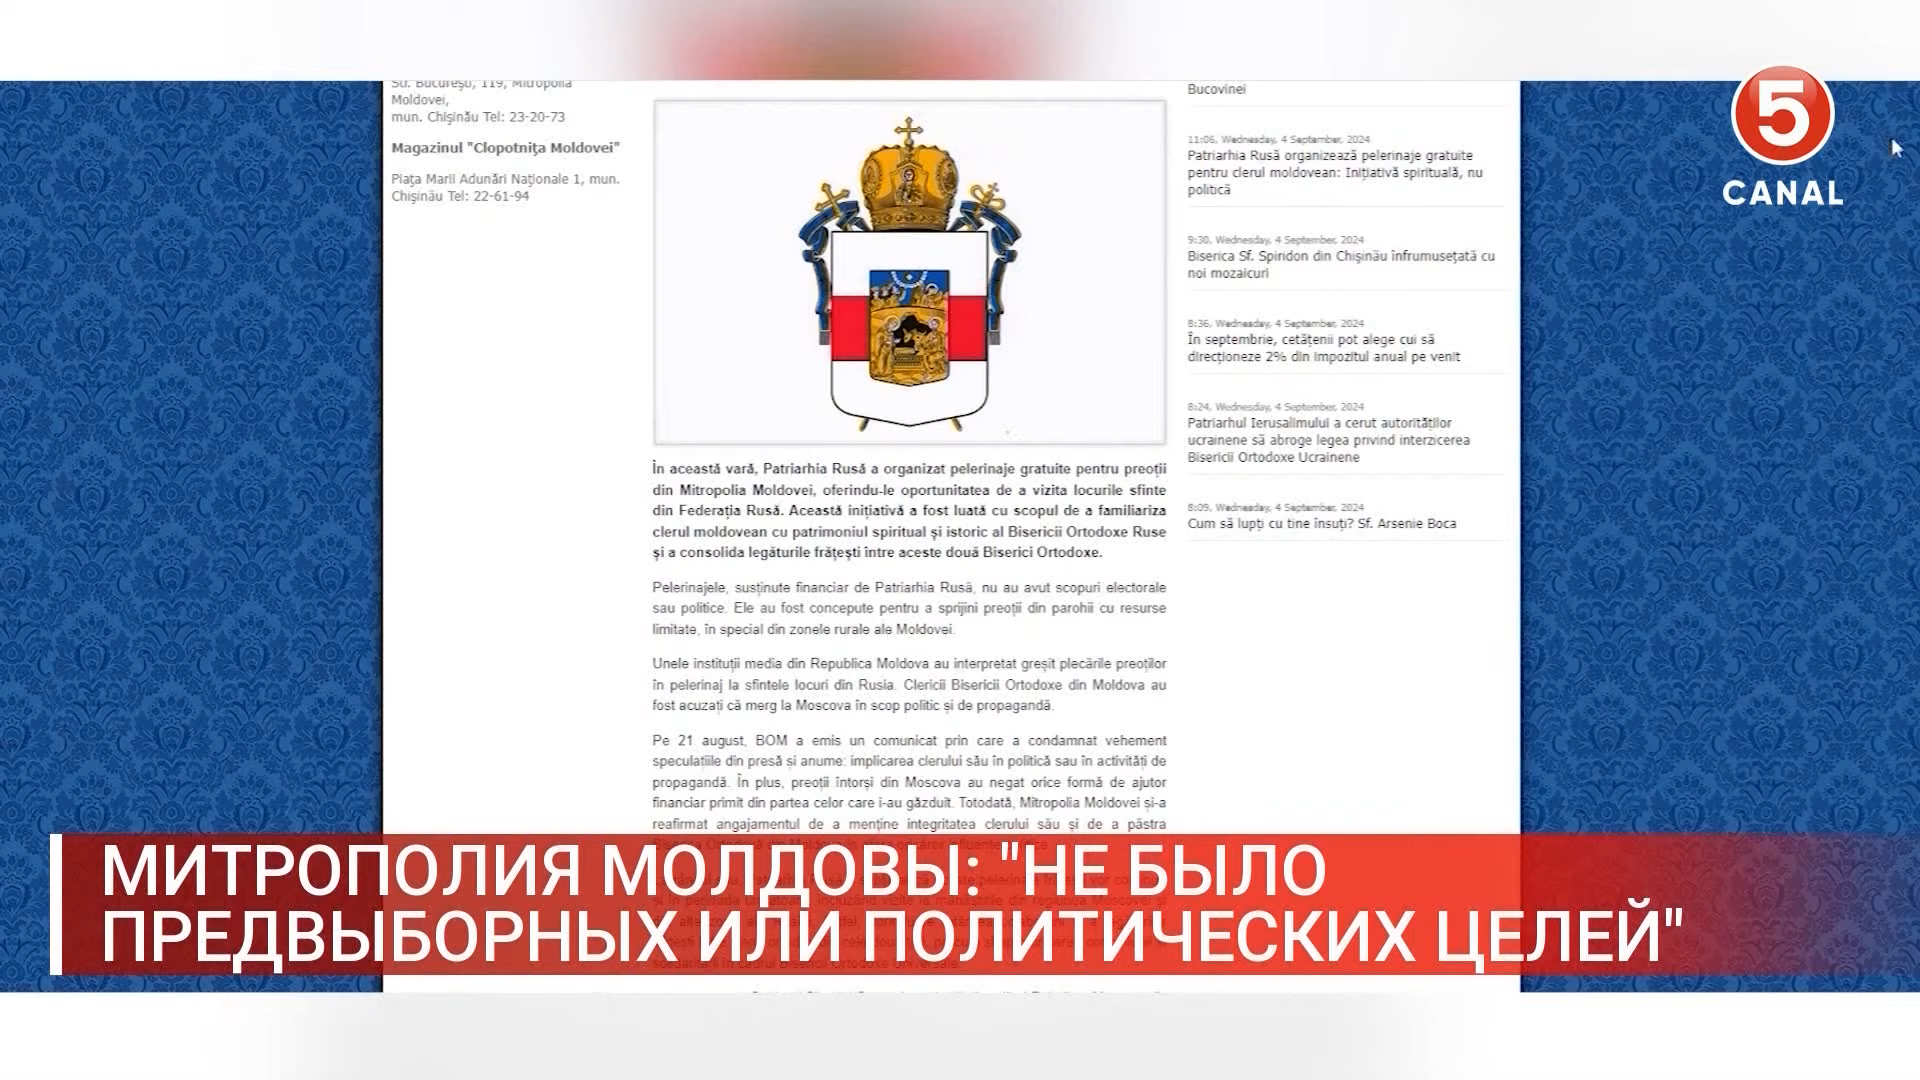 Str. Bucureşti, 119, Mitropolia
Moldovei,
mun. Chişinău Tel: 23-20-73
Magazinul "Clopotniţa Moldovei"
Piaţa Marii Adunări Naţionale 1, mun.
Chişinău Tel: 22-61-94
În această vară, Patriarhia Rusă a organizat pelerinaje gratuite pentru preoții
din Mitropolia Moldovei, oferindu-le oportunitatea de a vizita locurile sfinte
din Federația Rusă. Această inițiativă a fost luată cu scopul de a familiariza
clerul moldovean cu patrimoniul spiritual și istoric al Bisericii Ortodoxe Ruse
și a consolida legăturile frățești între aceste două Biserici Ortodoxe.
Pelerinajele, susținute financiar de Patriarhia Rusă, nu au avut scopuri electorale
sau politice. Ele au fost concepute pentru a sprijini preoții din parohii cu resurse
limitate, în special din zonele rurale ale Moldovei.
Unele instituții media din Republica Moldova au interpretat greșit plecările preoților
în pelerinaj la sfintele locuri din Rusia. Clericii Bisericii Ortodoxe din Moldova au
fost acuzați că merg la Moscova în scop politic și de propagandă.
Pe 21 august, BOM a emis un comunicat prin care a condamnat vehement
speculațiile din presă și anume: implicarea clerului său în politică sau în activități de
propagandă. În plus, preoții întorși din Moscova au negat orice formă de ajutor
financiar primit din partea celor care i-au găzduit. Totodată, Mitropolia Moldovei și-a
reafirmat angajamentul de a menține integritatea clerului său și de a păstra
Bucovinei
11:06, Wednesday, 4 September, 2024
Patriarhia Rusă organizează pelerinaje gratuite
pentru clerul moldovean: Inițiativă spirituală, nu
politică
9:30, Wednesday, 4 September, 2024
Biserica Sf. Spiridon din Chișinău înfrumusețată cu
noi mozaicuri
8:36, Wednesday, 4 September, 2024
În septembrie, cetățenii pot alege cui să
direcționeze 2% din impozitul anual pe venit
8:24, Wednesday, 4 September, 2024
Patriarhul Ierusalimului a cerut autorităților
ucrainene să abroge legea privind interzicerea
Bisericii Ortodoxe Ucrainene
8:09, Wednesday, 4 September, 2024
Cum să lupți cu tine însuți? Sf. Arsenie Boca
5
CANAL
МИТРОПОЛИЯ МОЛДОВЫ: "НЕ БЫЛО
ПРЕДВЫБОРНЫХ ИЛИ ПОЛИТИЧЕСКИХ ЦЕЛЕЙ"